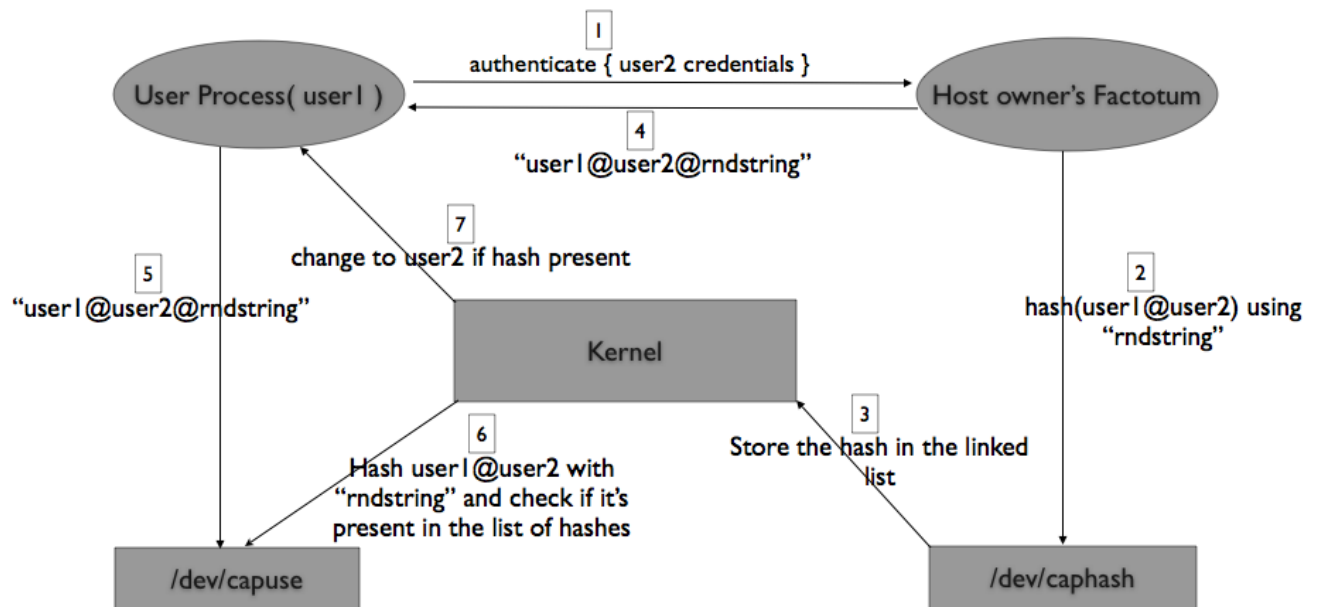 1
authenticate { user2 credentials }
User Process( user1 )
Host owner's Factotum
4
"user1@user2@rndstring"
7
change to user2 if hash present
5
"user1@user2@rndstring"
2
hash(user1@user2) using
"rndstring"
Kernel
3
Store the hash in the linked
list
6
Hash user1@user2 with
"rndstring" and check if it's
present in the list of hashes
/dev/capuse
/dev/caphash